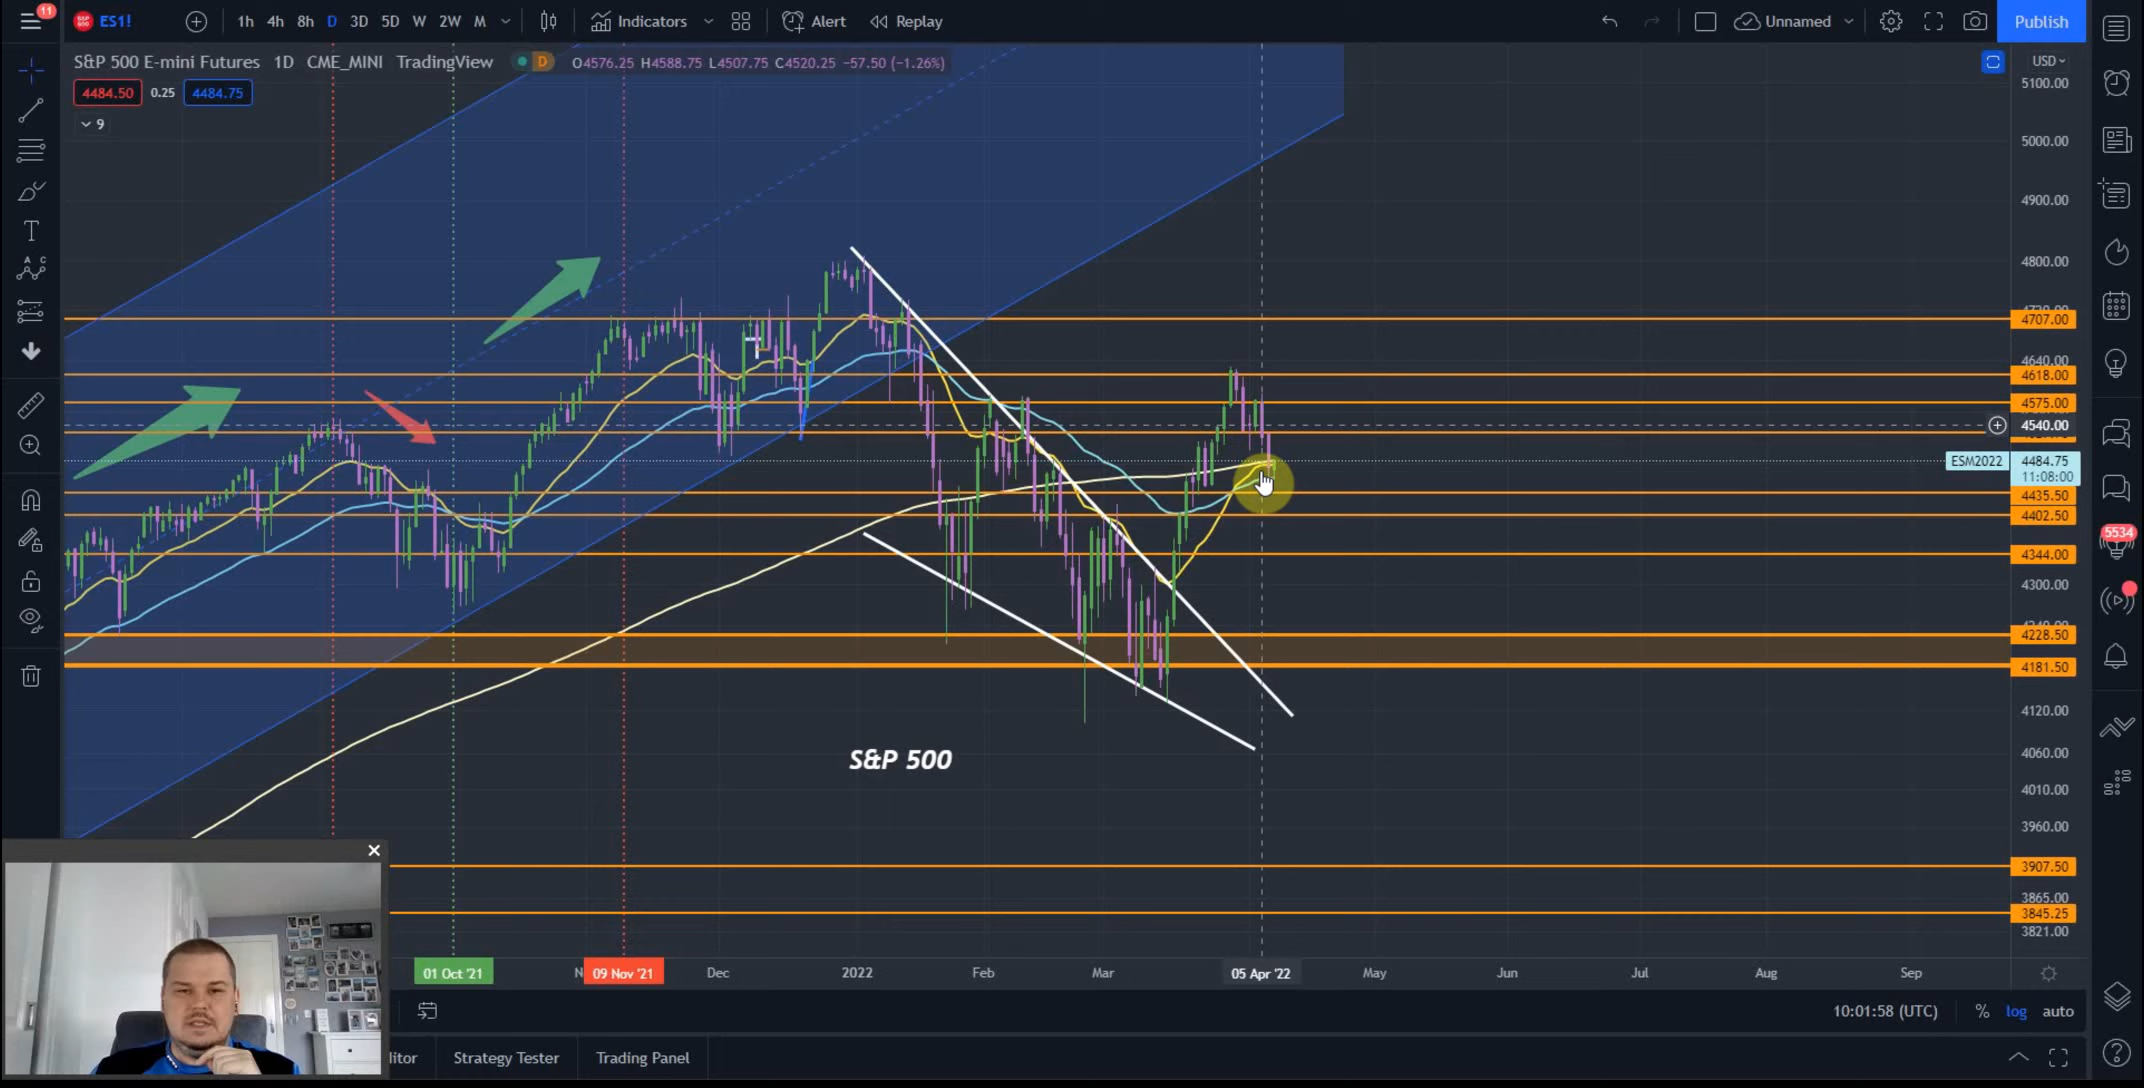 11
S&P 500
ES1!
1h 4h 8h D 3D 5D W 2W M
Indicators
Alert
Replay
Unnamed
Publish
S&P 500 E-mini Futures 1D CME_MINI TradingView
D
O4576.25 H4588.75 L4507.75 C4520.25 −57.50 (−1.26%)
USD
4484.50 0.25 4484.75
9
5100.00
5000.00
4900.00
4800.00
4707.00
4640.00
4618.00
4575.00
4540.00
ESM2022 4484.75
11:08:00
4435.50
4402.50
4344.00
4300.00
4228.50
4181.50
4120.00
4060.00
4010.00
3960.00
3907.50
3865.00
3845.25
3821.00
5534
S&P 500
01 Oct '21 N 09 Nov '21 Dec 2022 Feb Mar 05 Apr '22 May Jun Jul Aug Sep
10:01:58 (UTC) % log auto
itor Strategy Tester Trading Panel